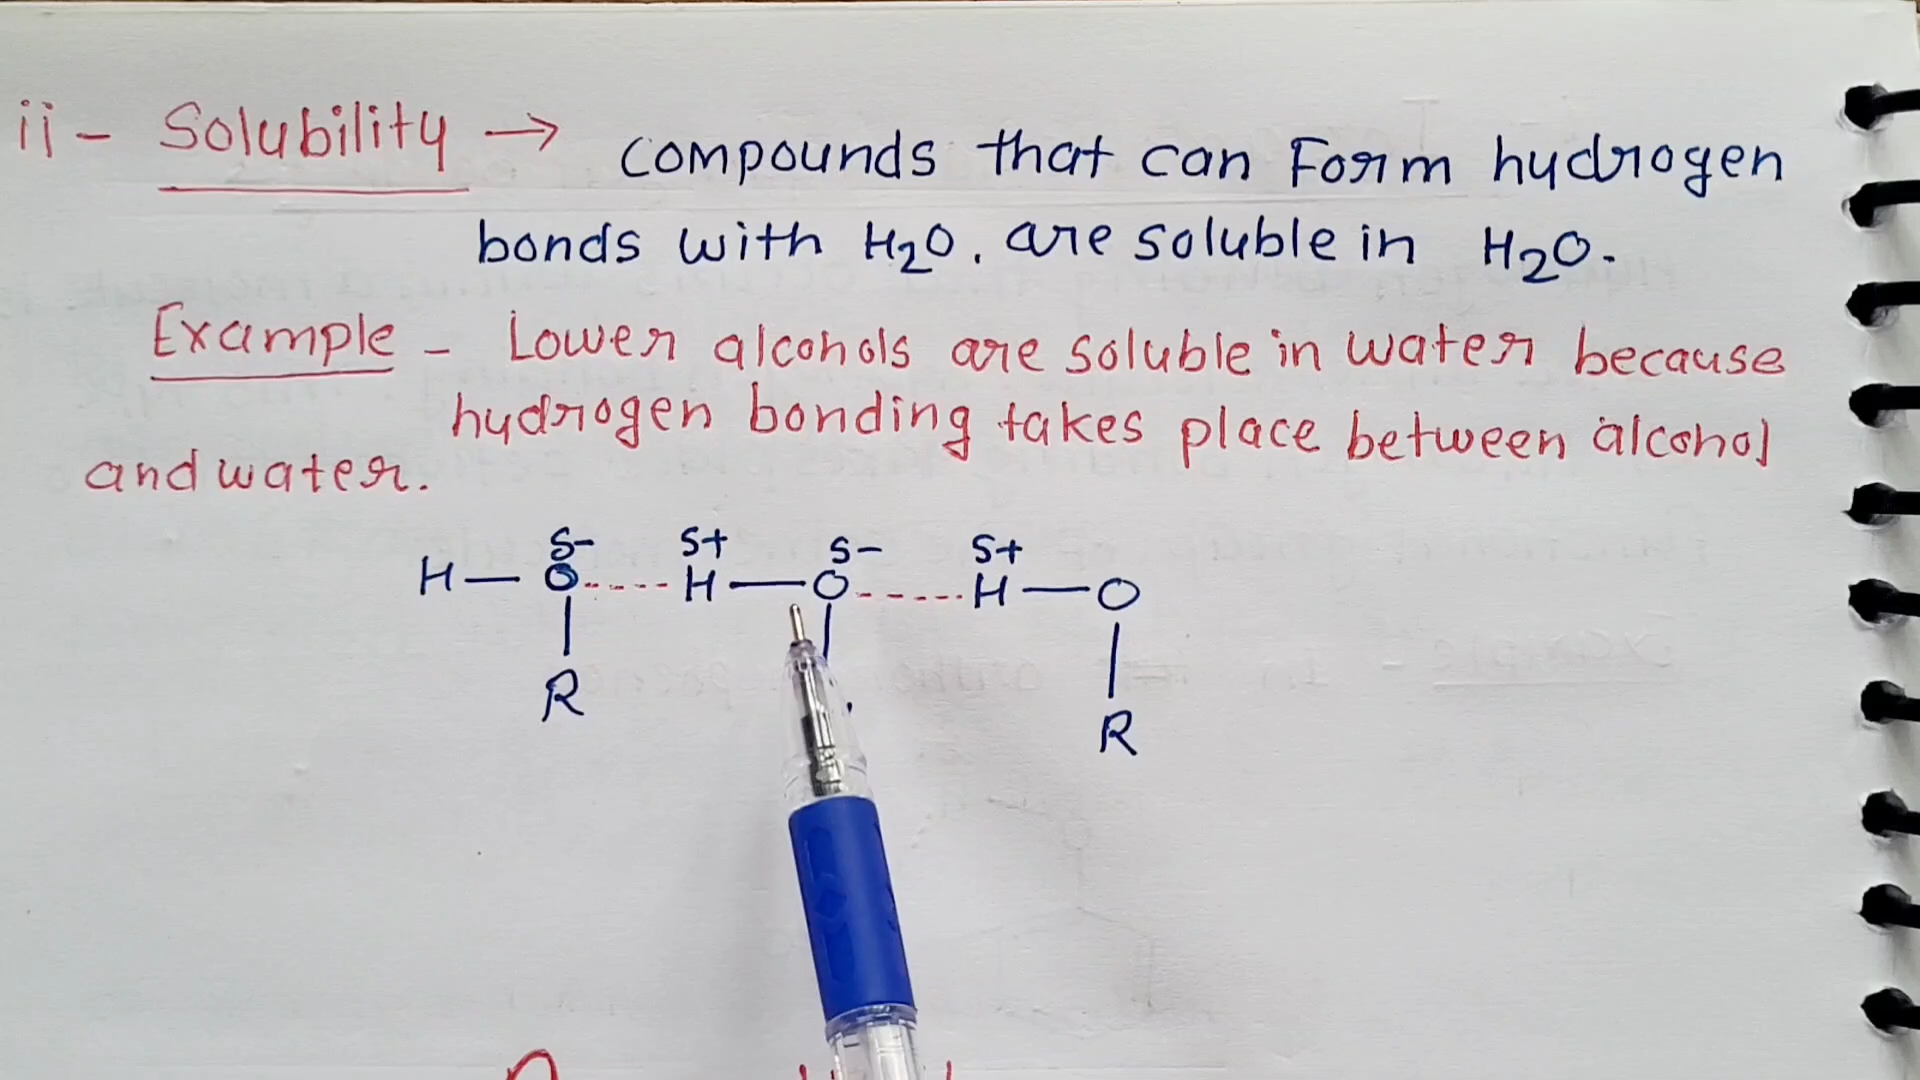 ii - Solubility → compounds that can Form hydrogen
bonds with H₂O. are soluble in H₂O.
Example - Lower alcohols are soluble in water because
hydrogen bonding takes place between alcohol
and water.
δ- δ+ δ- δ+
H — O ----- H — O ----- H — O
R R